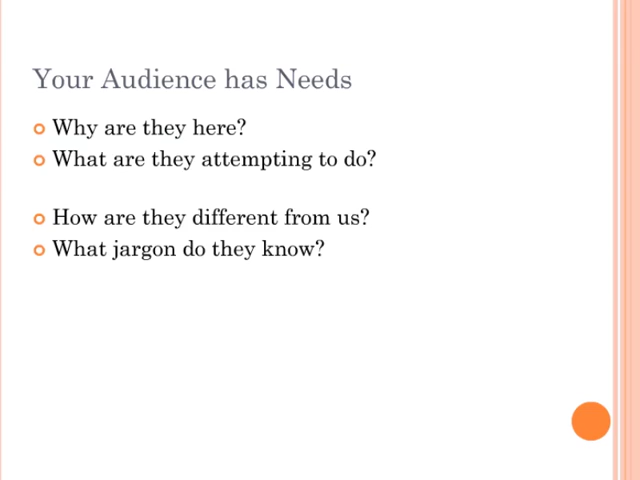 Your Audience has Needs
Why are they here?
What are they attempting to do?
How are they different from us?
What jargon do they know?